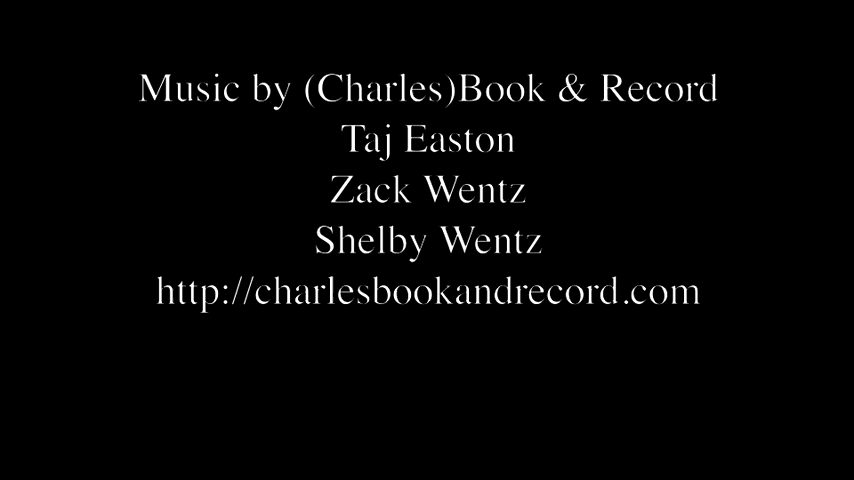 Music by (Charles)Book & Record
Taj Easton
Zack Wentz
Shelby Wentz
http://charlesbookandrecord.com